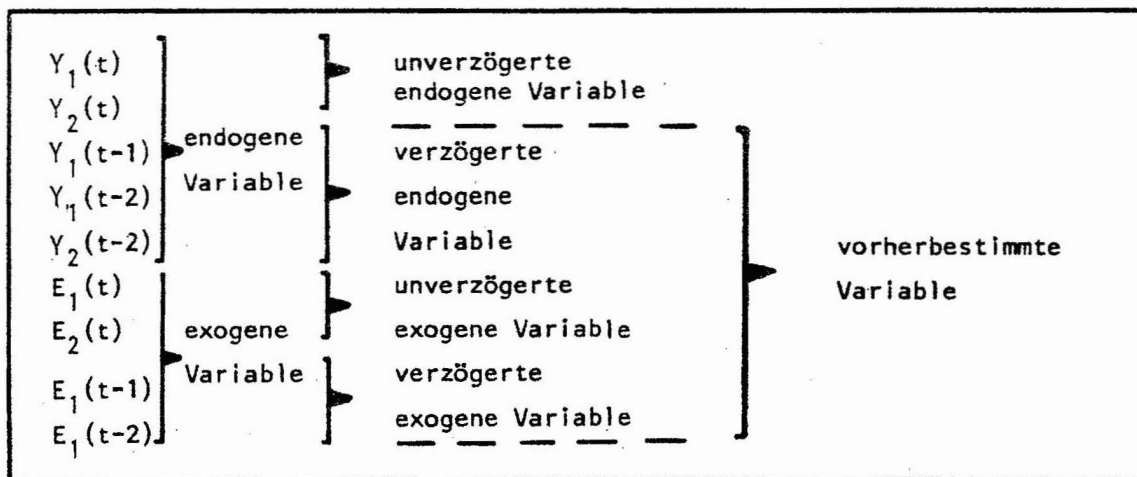 Y₁(t)
unverzögerte
Y₂(t)
endogene Variable
endogene
Y₁(t-1)
verzögerte
Variable
Y₁(t-2)
endogene
Y₂(t-2)
Variable
vorherbestimmte
E₁(t)
unverzögerte
Variable
E₂(t)
exogene
exogene Variable
Variable
E₁(t-1)
verzögerte
E₁(t-2)
exogene Variable